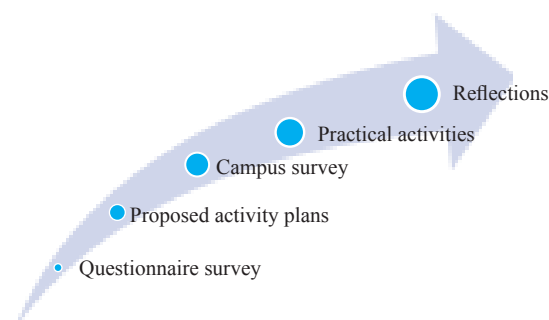 Reflections
Practical activities
Campus survey
Proposed activity plans
Questionnaire survey